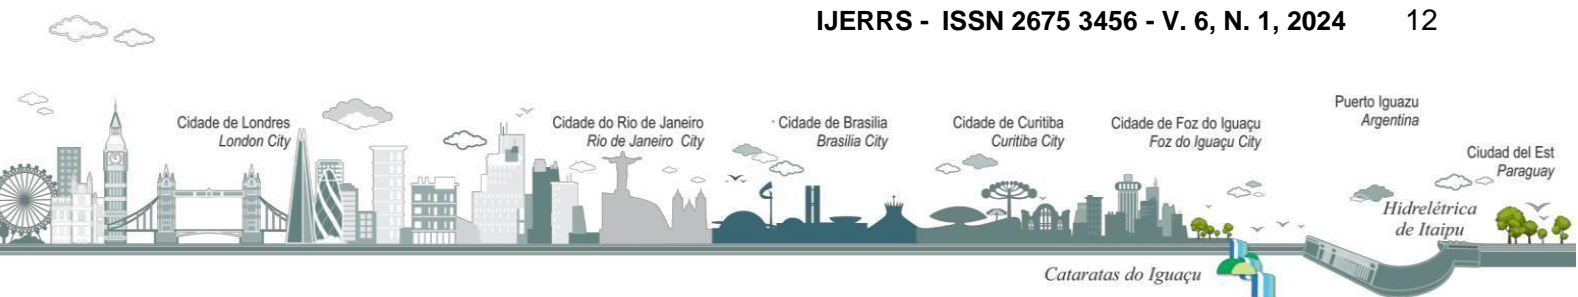 IJERRS - ISSN 2675 3456 - V. 6, N. 1, 2024 12
Cidade de Londres
London City
Cidade do Rio de Janeiro
Rio de Janeiro City
Cidade de Brasilia
Brasilia City
Cidade de Curitiba
Curitiba City
Cidade de Foz do Iguaçu
Foz do Iguaçu City
Puerto Iguazu
Argentina
Ciudad del Est
Paraguay
Hidrelétrica
de Itaipu
Cataratas do Iguaçu